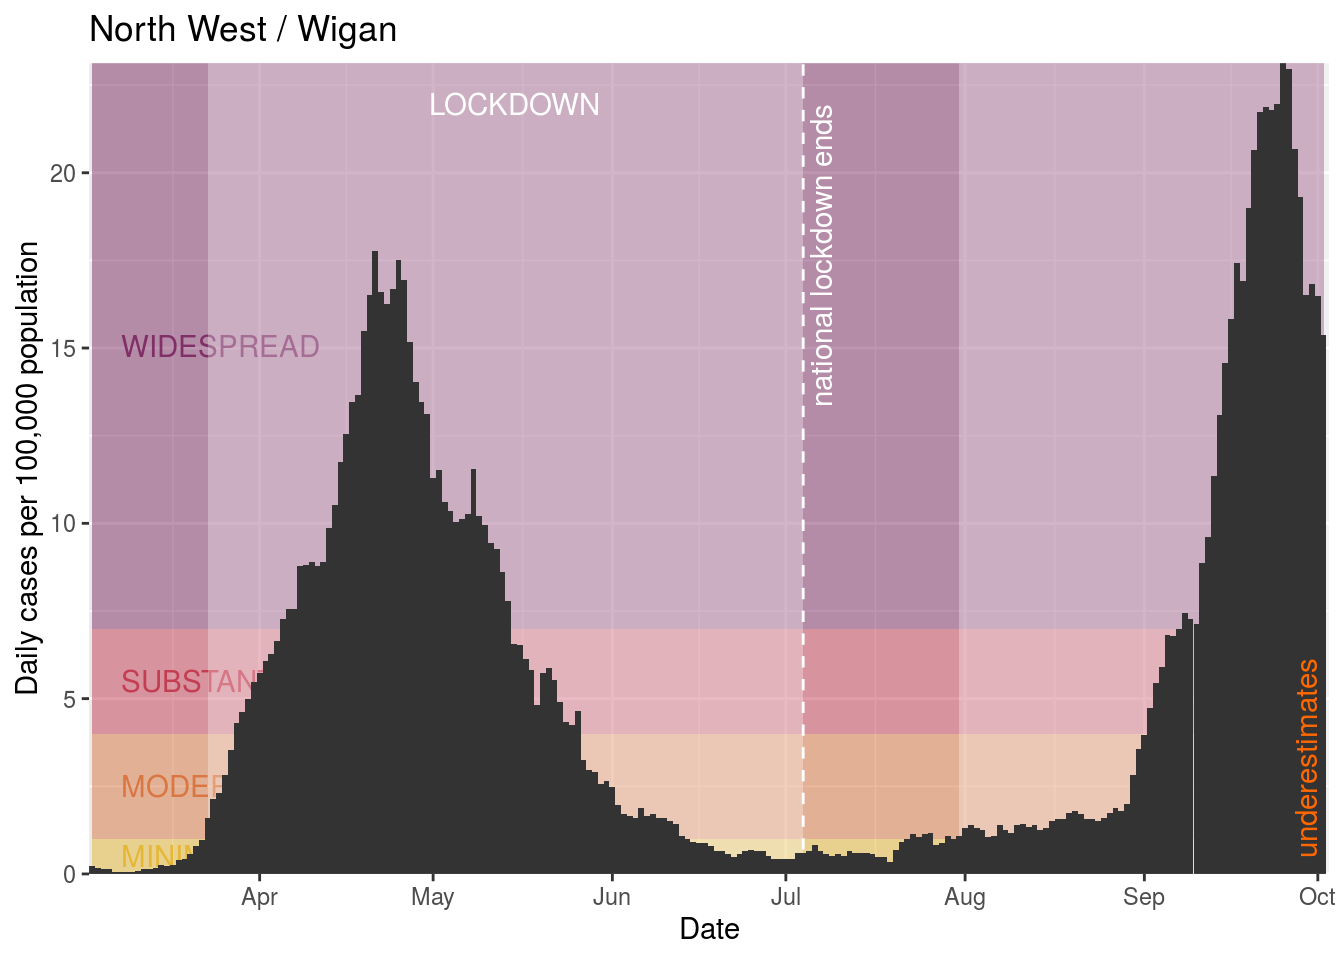 North West / Wigan
LOCKDOWN
national lockdown ends
WIDESPREAD
SUBSTAN
MODER
MININ
underestimates
Daily cases per 100,000 population
20
15
10
5
0
Apr May Jun Jul Aug Sep Oct
Date